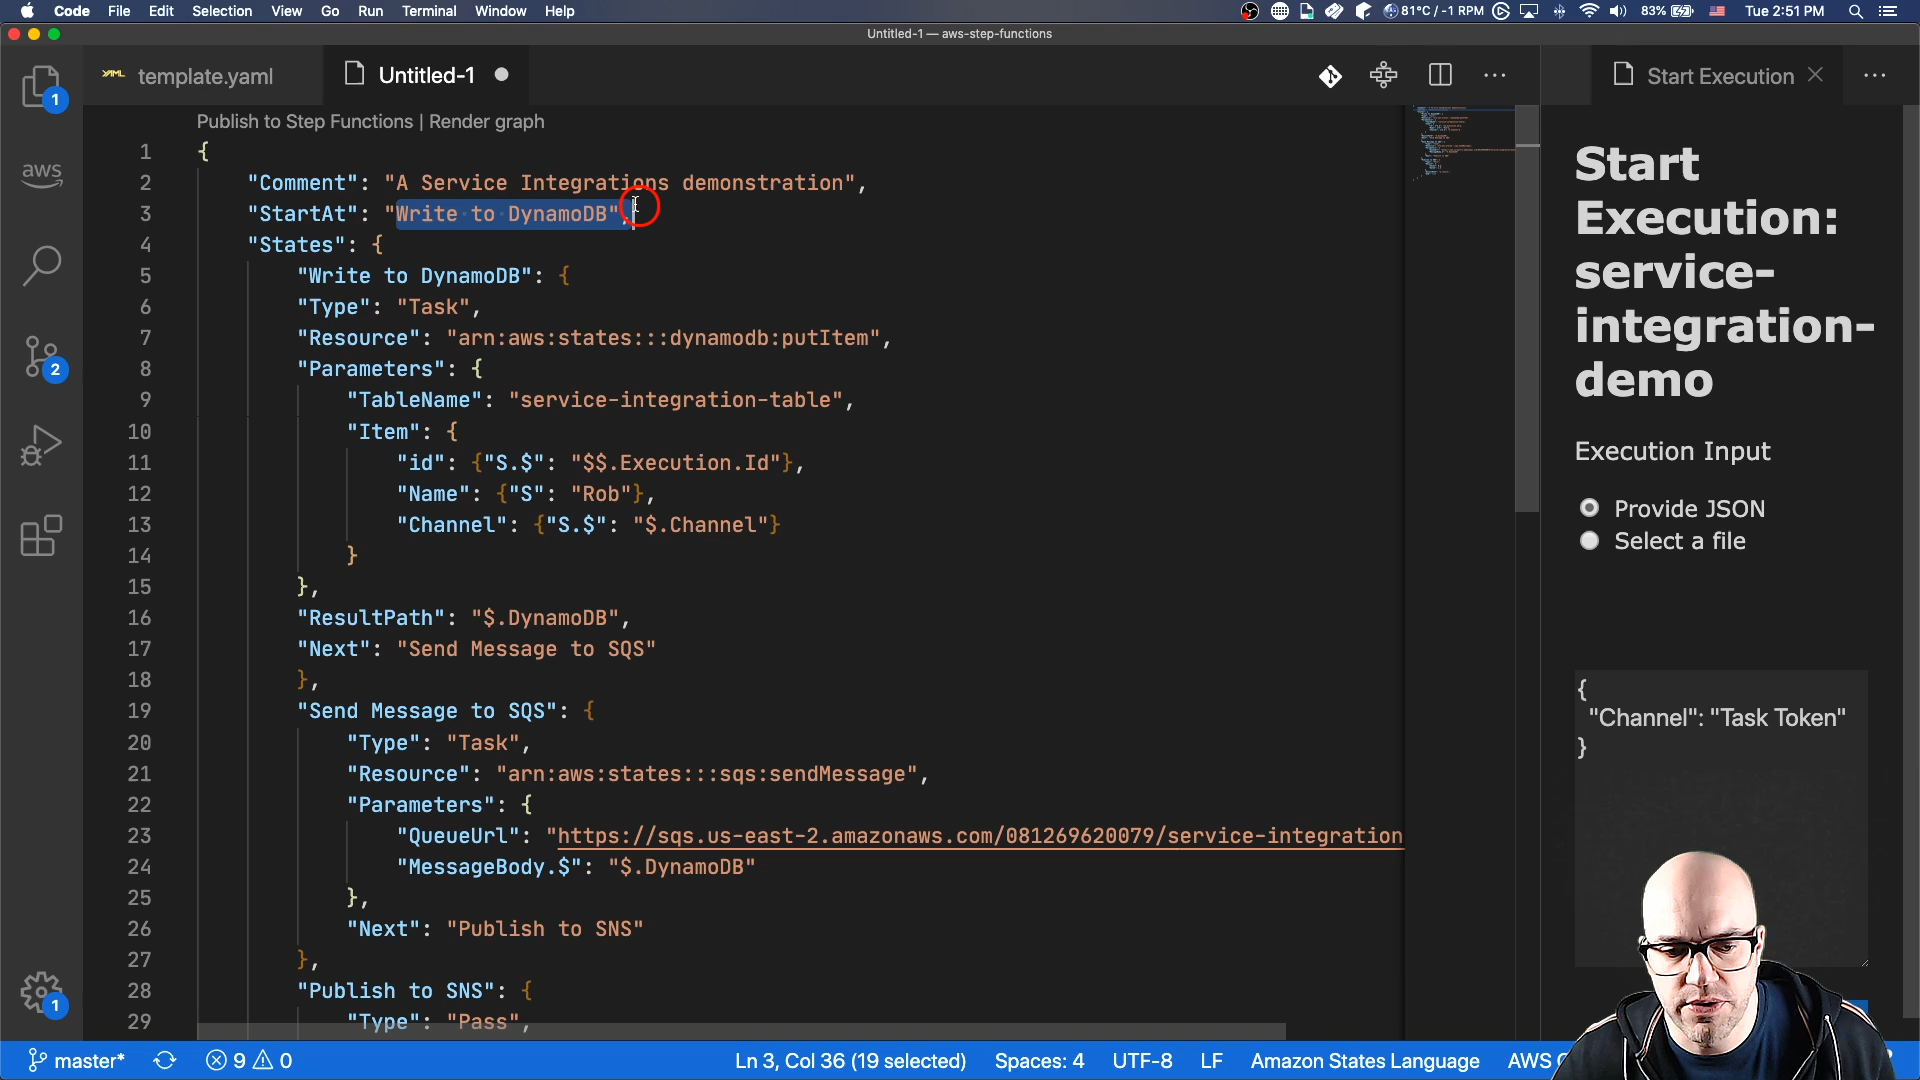 Code File Edit Selection View Go Run Terminal Window Help
81°C / -1 RPM 83% Tue 2:51 PM
Untitled-1 — aws-step-functions
YAML template.yaml Untitled-1
Start Execution
Publish to Step Functions | Render graph
1 {
2 "Comment": "A Service Integrations demonstration",
3 "StartAt": "Write to DynamoDB",
4 "States": {
5 "Write to DynamoDB": {
6 "Type": "Task",
7 "Resource": "arn:aws:states:::dynamodb:putItem",
8 "Parameters": {
9 "TableName": "service-integration-table",
10 "Item": {
11 "id": {"S.$": "$$.Execution.Id"},
12 "Name": {"S": "Rob"},
13 "Channel": {"S.$": "$.Channel"}
14 }
15 },
16 "ResultPath": "$.DynamoDB",
17 "Next": "Send Message to SQS"
18 },
19 "Send Message to SQS": {
20 "Type": "Task",
21 "Resource": "arn:aws:states:::sqs:sendMessage",
22 "Parameters": {
23 "QueueUrl": "https://sqs.us-east-2.amazonaws.com/081269620079/service-integration
24 "MessageBody.$": "$.DynamoDB"
25 },
26 "Next": "Publish to SNS"
27 },
28 "Publish to SNS": {
29 "Type": "Pass",
1
aws
2
1
Start
Execution:
service-
integration-
demo
Execution Input
Provide JSON
Select a file
{
"Channel": "Task Token"
}
master* 9 0 Ln 3, Col 36 (19 selected) Spaces: 4 UTF-8 LF Amazon States Language AWS